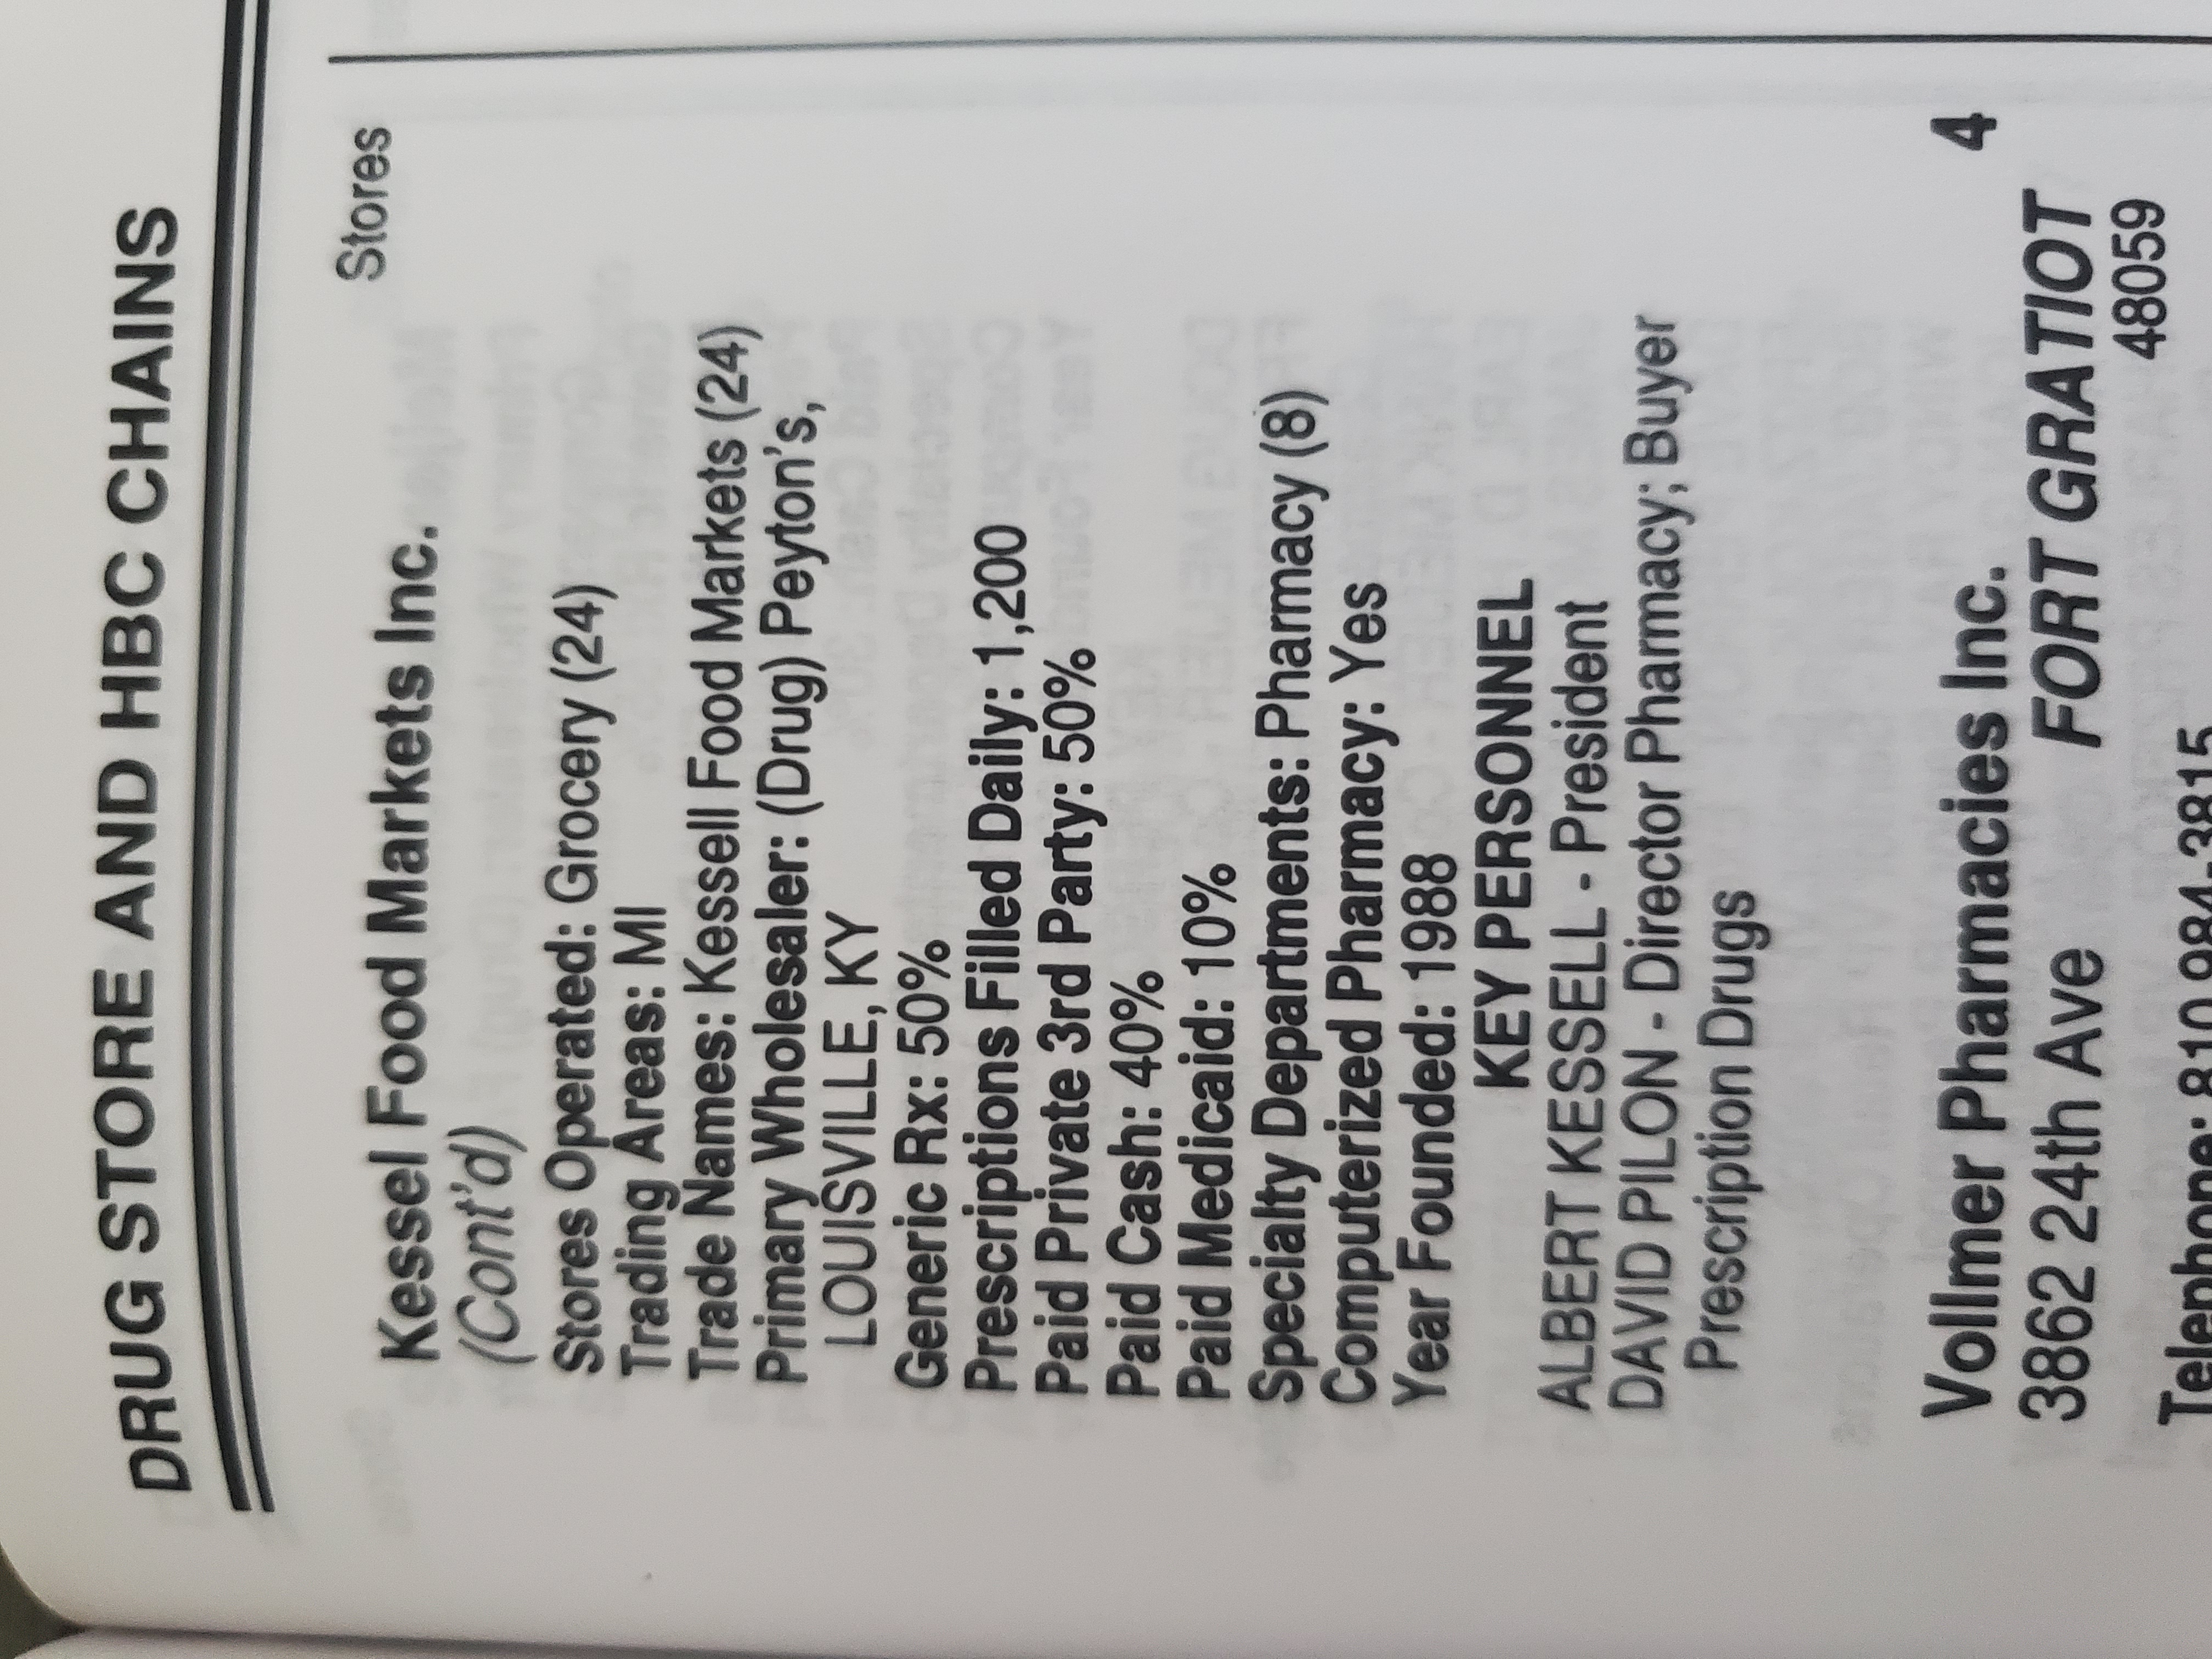 DRUG STORE AND HBC CHAINS
Stores
Kessel Food Markets Inc.
(Cont'd)
Stores Operated: Grocery (24)
Trading Areas: MI
Trade Names: Kessell Food Markets (24)
Primary Wholesaler: (Drug) Peyton's,
LOUISVILLE, KY
Generic Rx: 50%
Prescriptions Filled Daily: 1,200
Paid Private 3rd Party: 50%
Paid Cash: 40%
Paid Medicaid: 10%
Specialty Departments: Pharmacy (8)
Computerized Pharmacy: Yes
Year Founded: 1988
KEY PERSONNEL
ALBERT KESSELL - President
DAVID PILON - Director Pharmacy; Buyer
Prescription Drugs
Vollmer Pharmacies Inc. 4
3862 24th Ave FORT GRATIOT
48059
Telephone: 810 984-3815